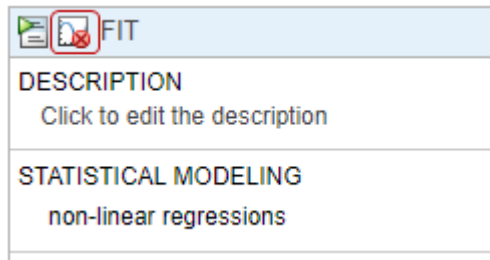 FIT
DESCRIPTION
Click to edit the description
STATISTICAL MODELING
non-linear regressions